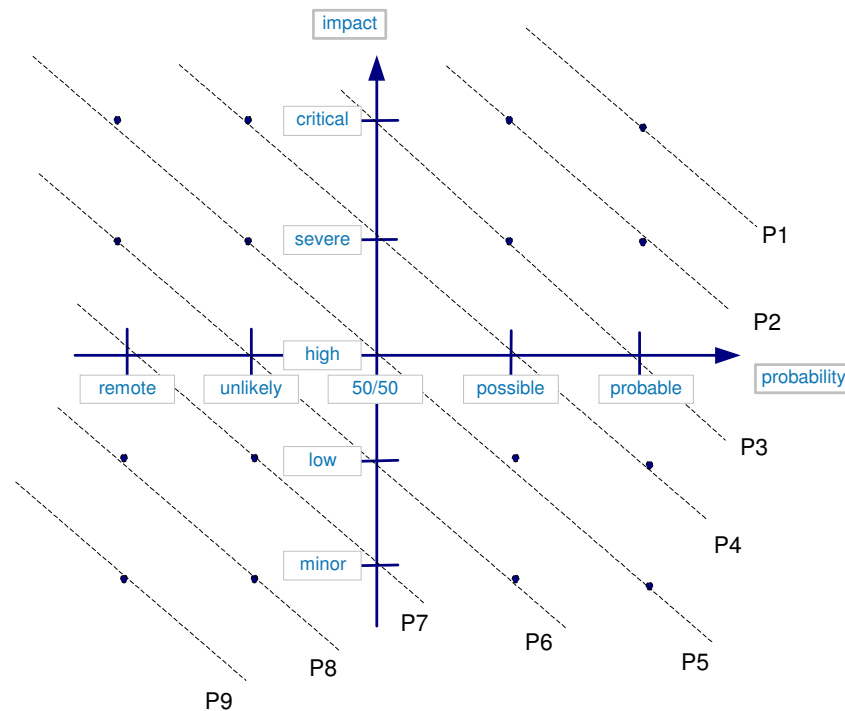 impact
critical
P1
severe
P2
high
remote
unlikely
50/50
possible
probable
probability
P3
low
P4
minor
P7
P6
P5
P8
P9